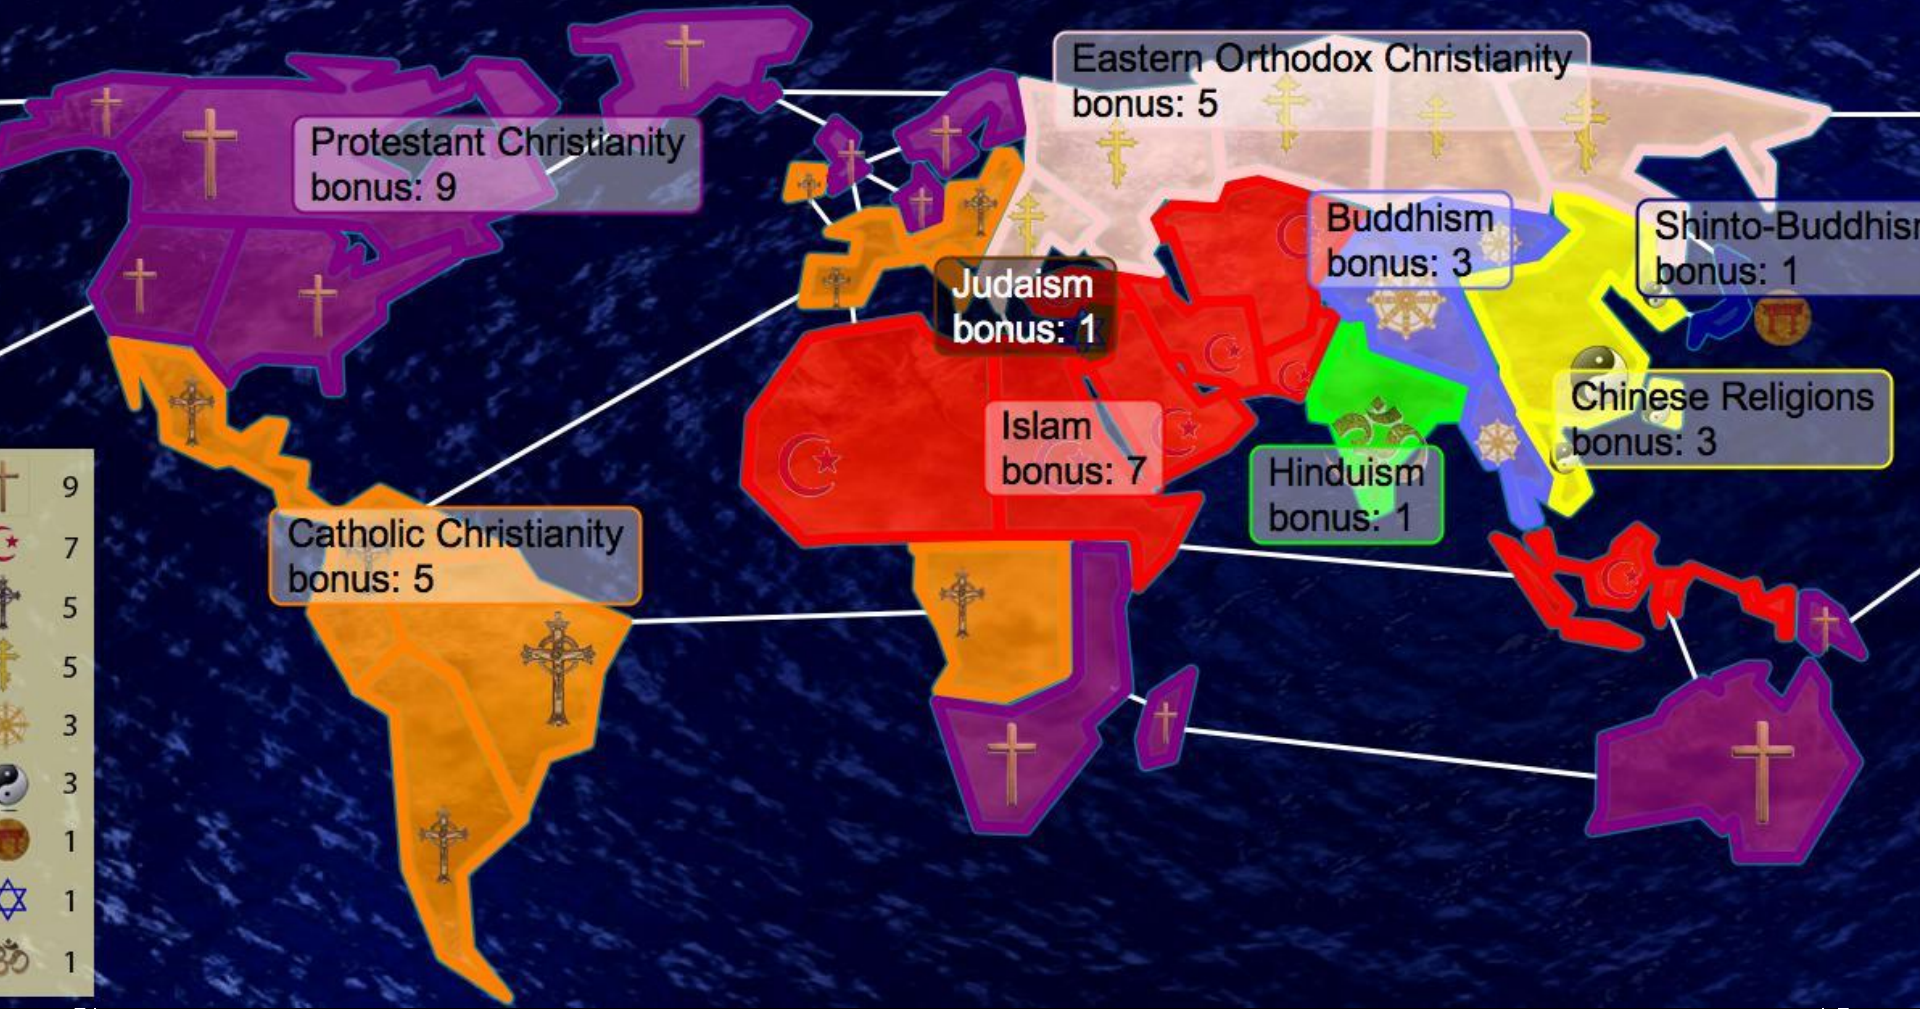 Eastern Orthodox Christianity
bonus: 5
Protestant Christianity
bonus: 9
Buddhism
bonus: 3
Shinto-Buddhis
bonus: 1
Judaism
bonus: 1
Islam
bonus: 7
Chinese Religions
bonus: 3
Hinduism
bonus: 1
Catholic Christianity
bonus: 5
9
7
5
5
3
3
1
1
1